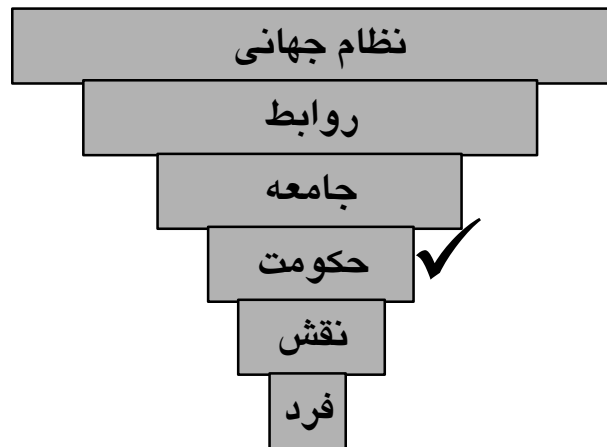 نظام جهانی
روابط
جامعه
حکومت
نقش
فرد